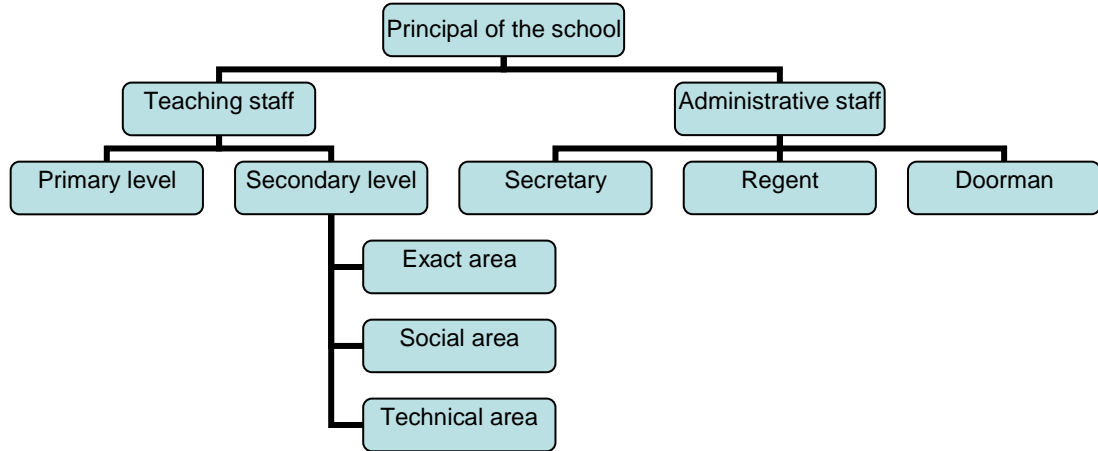 Principal of the school
Teaching staff
Administrative staff
Primary level
Secondary level
Secretary
Regent
Doorman
Exact area
Social area
Technical area